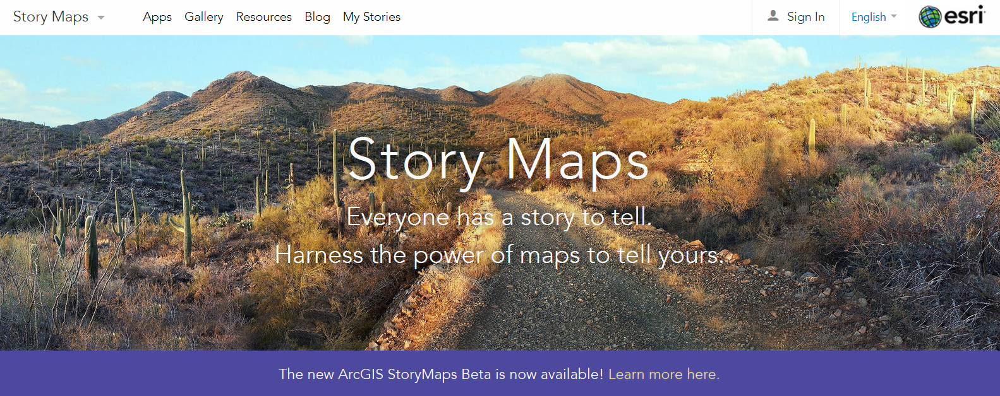 Story Maps
Apps Gallery Resources Blog My Stories
Sign In
English
esri
Story Maps
Everyone has a story to tell.
Harness the power of maps to tell yours.
The new ArcGIS StoryMaps Beta is now available! Learn more here.